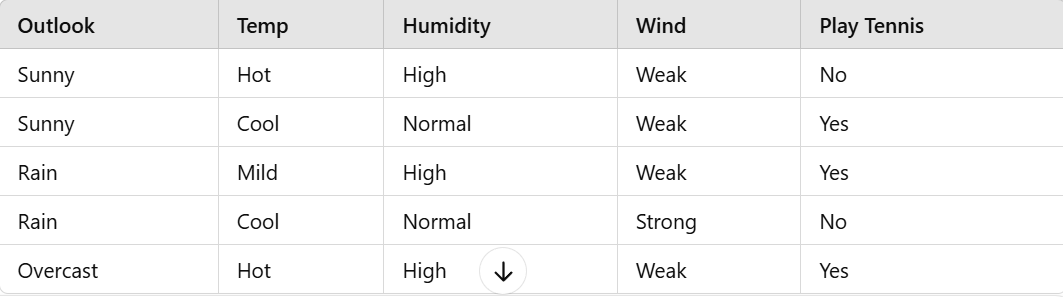 Outlook Temp Humidity Wind Play Tennis
Sunny Hot High Weak No
Sunny Cool Normal Weak Yes
Rain Mild High Weak Yes
Rain Cool Normal Strong No
Overcast Hot High Weak Yes